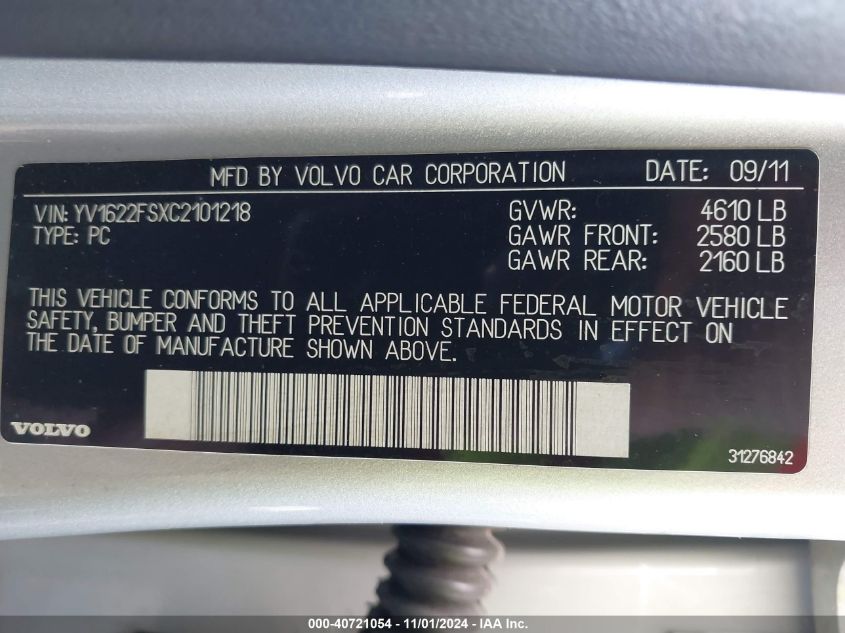 MFD BY VOLVO CAR CORPORATION DATE: 09/11
VIN: YV1622FSXC2101218 GVWR: 4610 LB
TYPE: PC GAWR FRONT: 2580 LB
GAWR REAR: 2160 LB
THIS VEHICLE CONFORMS TO ALL APPLICABLE FEDERAL MOTOR VEHICLE
SAFETY, BUMPER AND THEFT PREVENTION STANDARDS IN EFFECT ON
THE DATE OF MANUFACTURE SHOWN ABOVE.
VOLVO
31276842
000-40721054 - 11/01/2024 - IAA Inc.